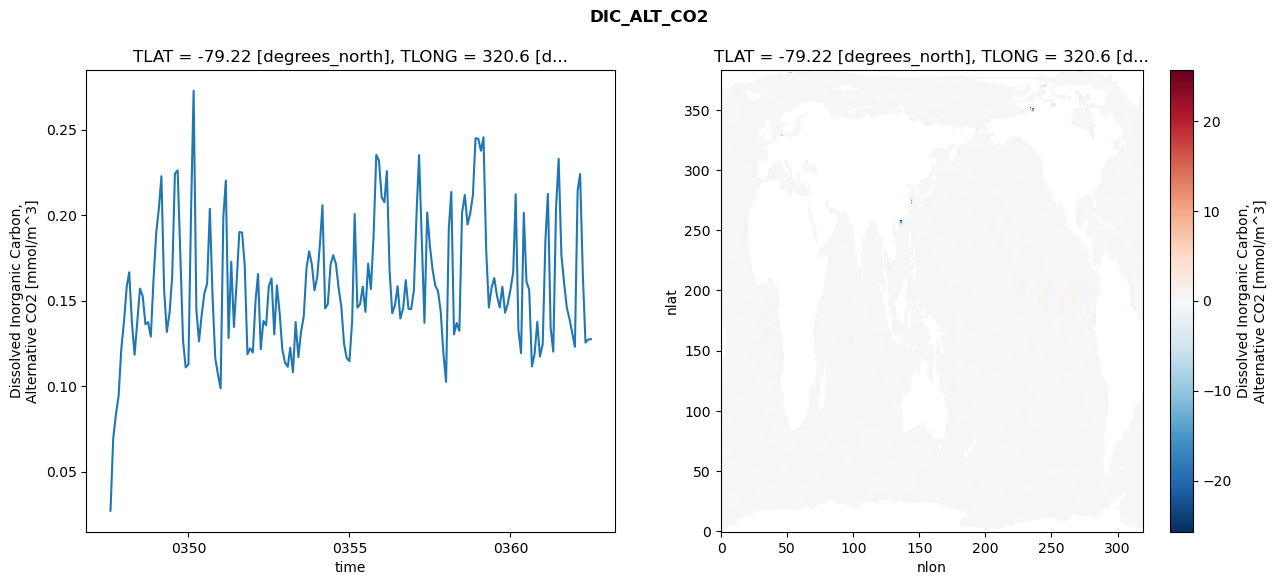 DIC_ALT_CO2
TLAT = -79.22 [degrees_north], TLONG = 320.6 [d...
Dissolved Inorganic Carbon,
Alternative CO2 [mmol/m^3]
0.25
0.20
0.15
0.10
0.05
0350
0355
0360
time
TLAT = -79.22 [degrees_north], TLONG = 320.6 [d...
nlat
350
300
250
200
150
100
50
0
0
50
100
150
200
250
300
nlon
20
10
0
−10
−20
Dissolved Inorganic Carbon,
Alternative CO2 [mmol/m^3]